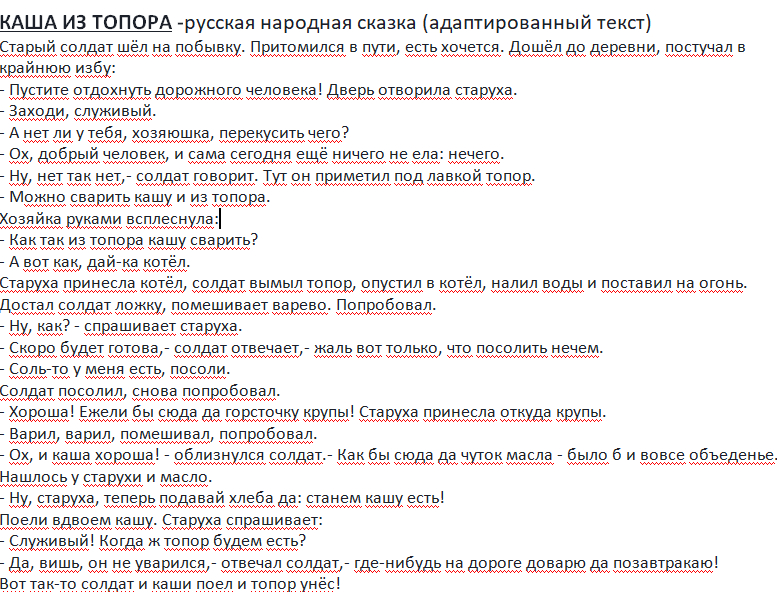 КАША ИЗ ТОПОРА -русская народная сказка (адаптированный текст)
Старый солдат шёл на побывку. Притомился в пути, есть хочется. Дошёл до деревни, постучал в
крайнюю избу:
- Пустите отдохнуть дорожного человека! Дверь отворила старуха.
- Заходи, служивый.
- А нет ли у тебя, хозяюшка, перекусить чего?
- Ох, добрый человек, и сама сегодня ещё ничего не ела: нечего.
- Ну, нет так нет,- солдат говорит. Тут он приметил под лавкой топор.
- Можно сварить кашу и из топора.
Хозяйка руками всплеснула:
- Как так из топора кашу сварить?
- А вот как, дай-ка котёл.
Старуха принесла котёл, солдат вымыл топор, опустил в котёл, налил воды и поставил на огонь.
Достал солдат ложку, помешивает варево. Попробовал.
- Ну, как? - спрашивает старуха.
- Скоро будет готова,- солдат отвечает,- жаль вот только, что посолить нечем.
- Соль-то у меня есть, посоли.
Солдат посолил, снова попробовал.
- Хороша! Ежели бы сюда да горсточку крупы! Старуха принесла откуда крупы.
- Варил, варил, помешивал, попробовал.
- Ох, и каша хороша! - облизнулся солдат.- Как бы сюда да чуток масла - было б и вовсе объеденье.
Нашлось у старухи и масло.
- Ну, старуха, теперь подавай хлеба да: станем кашу есть!
Поели вдвоем кашу. Старуха спрашивает:
- Служивый! Когда ж топор будем есть?
- Да, вишь, он не уварился,- отвечал солдат,- где-нибудь на дороге доварю да позавтракаю!
Вот так-то солдат и каши поел и топор унёс!